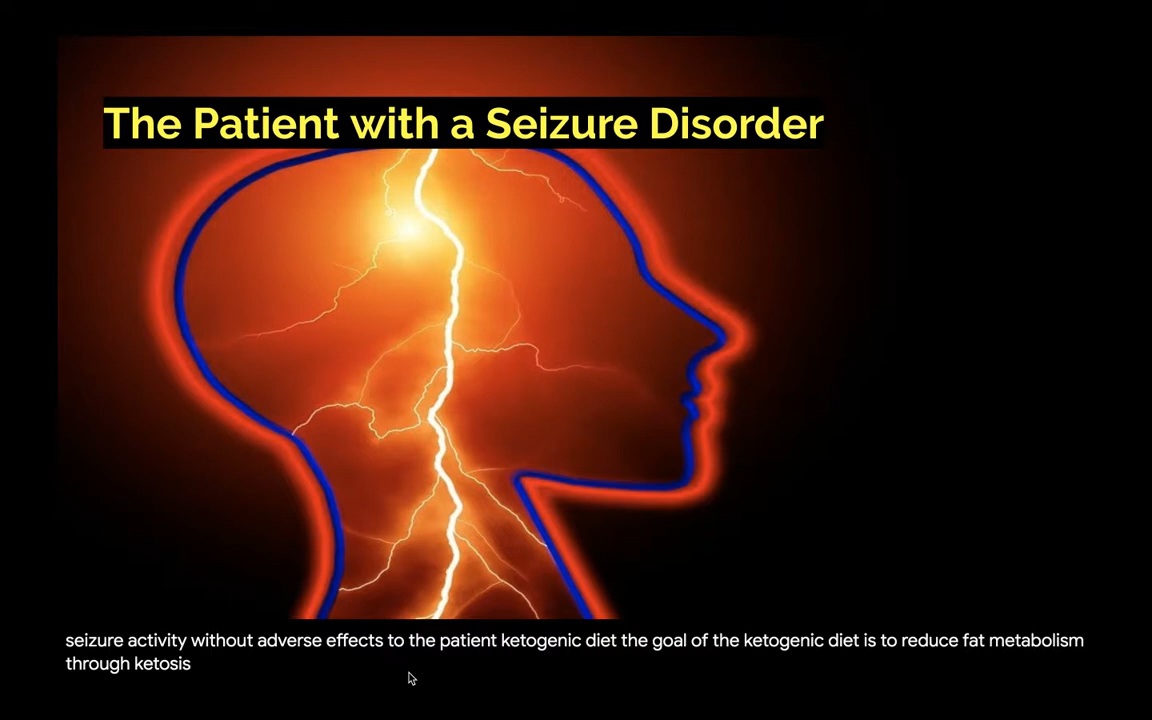 The Patient with a Seizure Disorder
seizure activity without adverse effects to the patient ketogenic diet the goal of the ketogenic diet is to reduce fat metabolism
through ketosis